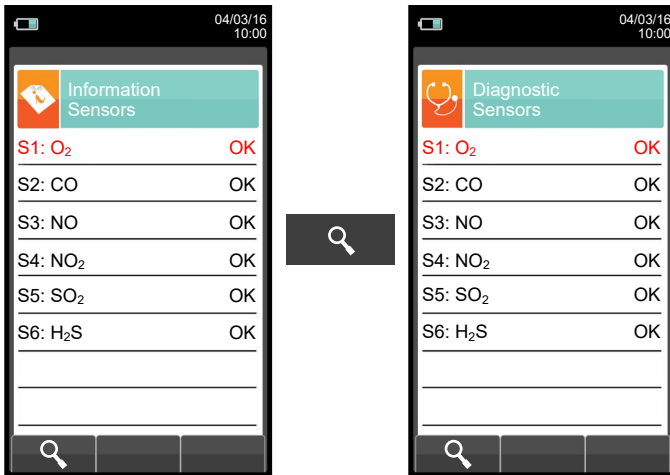 04/03/16
10:00
Information
Sensors
S1: O₂ OK
S2: CO OK
S3: NO OK
S4: NO₂ OK
S5: SO₂ OK
S6: H₂S OK
04/03/16
10:00
Diagnostic
Sensors
S1: O₂ OK
S2: CO OK
S3: NO OK
S4: NO₂ OK
S5: SO₂ OK
S6: H₂S OK